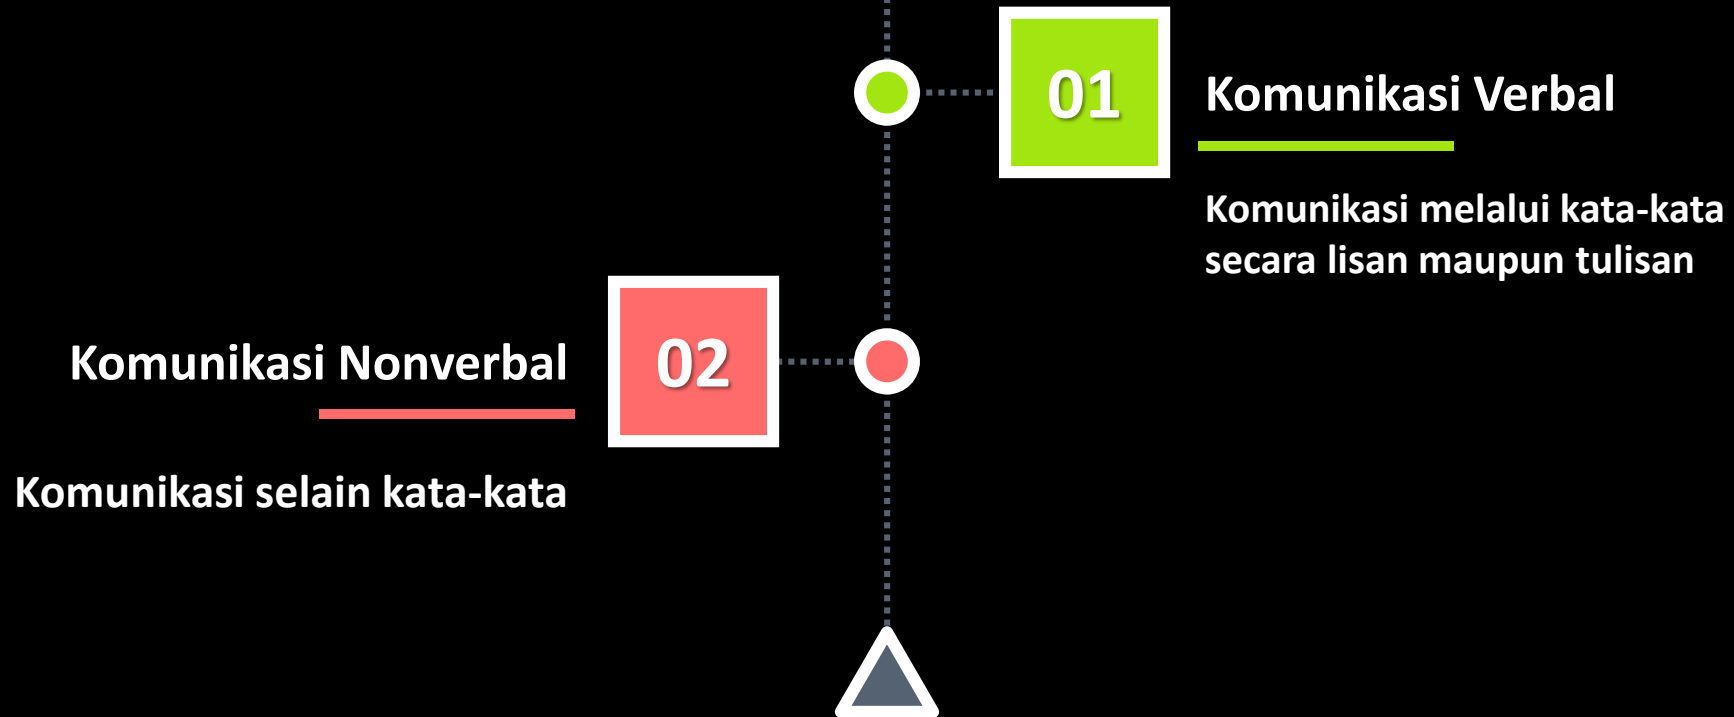 01
Komunikasi Verbal
Komunikasi melalui kata-kata
secara lisan maupun tulisan
02
Komunikasi Nonverbal
Komunikasi selain kata-kata